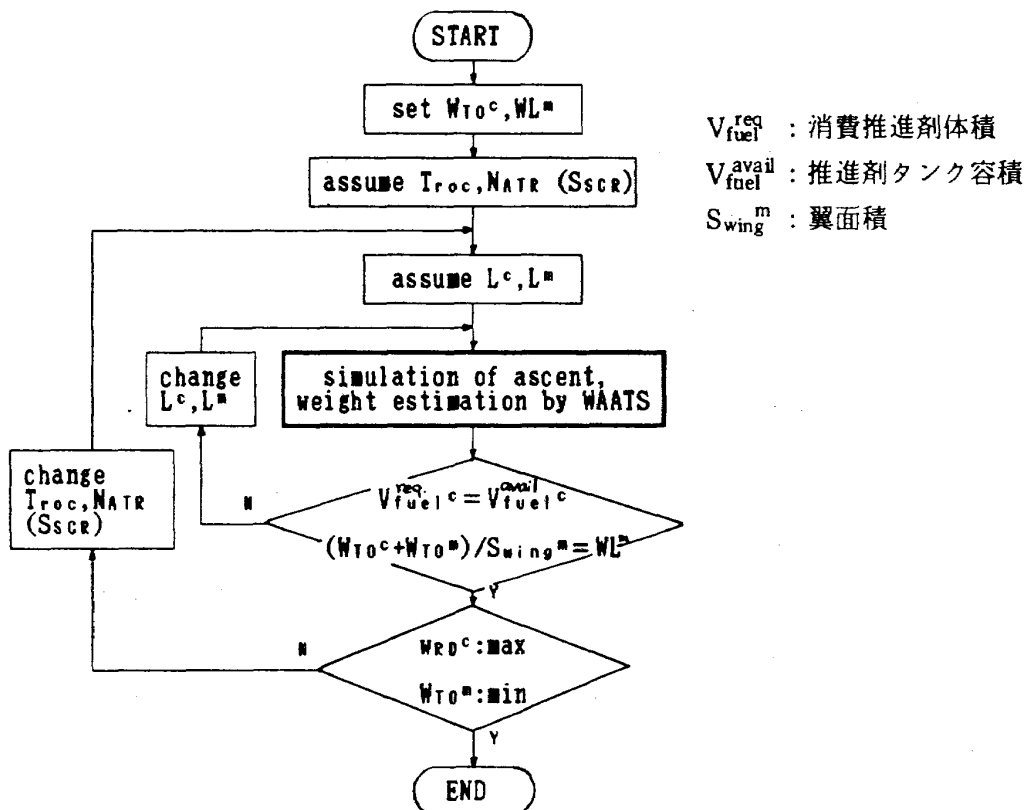 START
set W_TO^c, WL^m
assume T_roc, N_ATR (S_SCR)
assume L^c, L^m
change
L^c, L^m
simulation of ascent,
weight estimation by WAATS
change
T_roc, N_ATR
(S_SCR)
N
V_fuel^req. c = V_fuel^avail c
(W_TO^c+W_TO^m)/S_wing^m = WL^m
Y
N
W_RD^c:max
W_TO^m:min
Y
END
V_fuel^req : 消費推進剤体積
V_fuel^avail : 推進剤タンク容積
S_wing^m : 翼面積